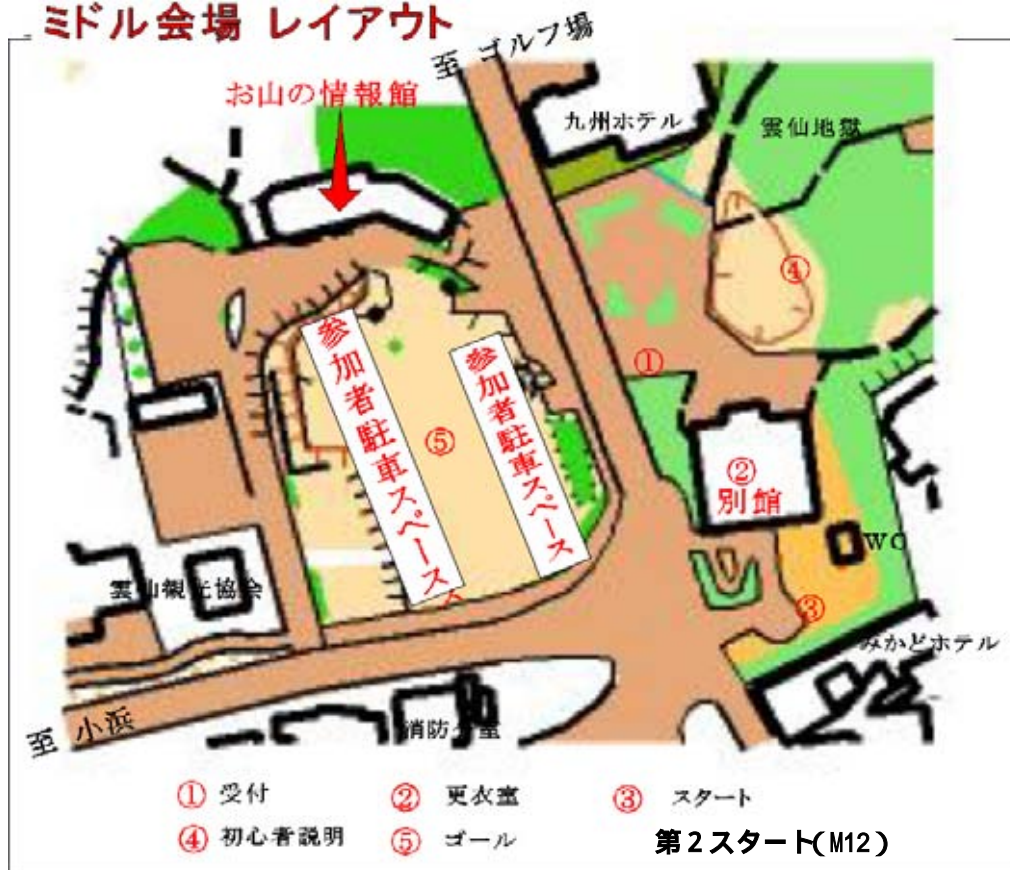 ミドル会場 レイアウト
至 ゴルフ場
お山の情報館
九州ホテル
雲仙地獄
④
①
参加者駐車スペース
⑤
参加者駐車スペース
②
別館
WC
③
雲仙観光協会
みかどホテル
至 小浜
消防分室
① 受付 ② 更衣室 ③ スタート
④ 初心者説明 ⑤ ゴール 第2スタート(M12)